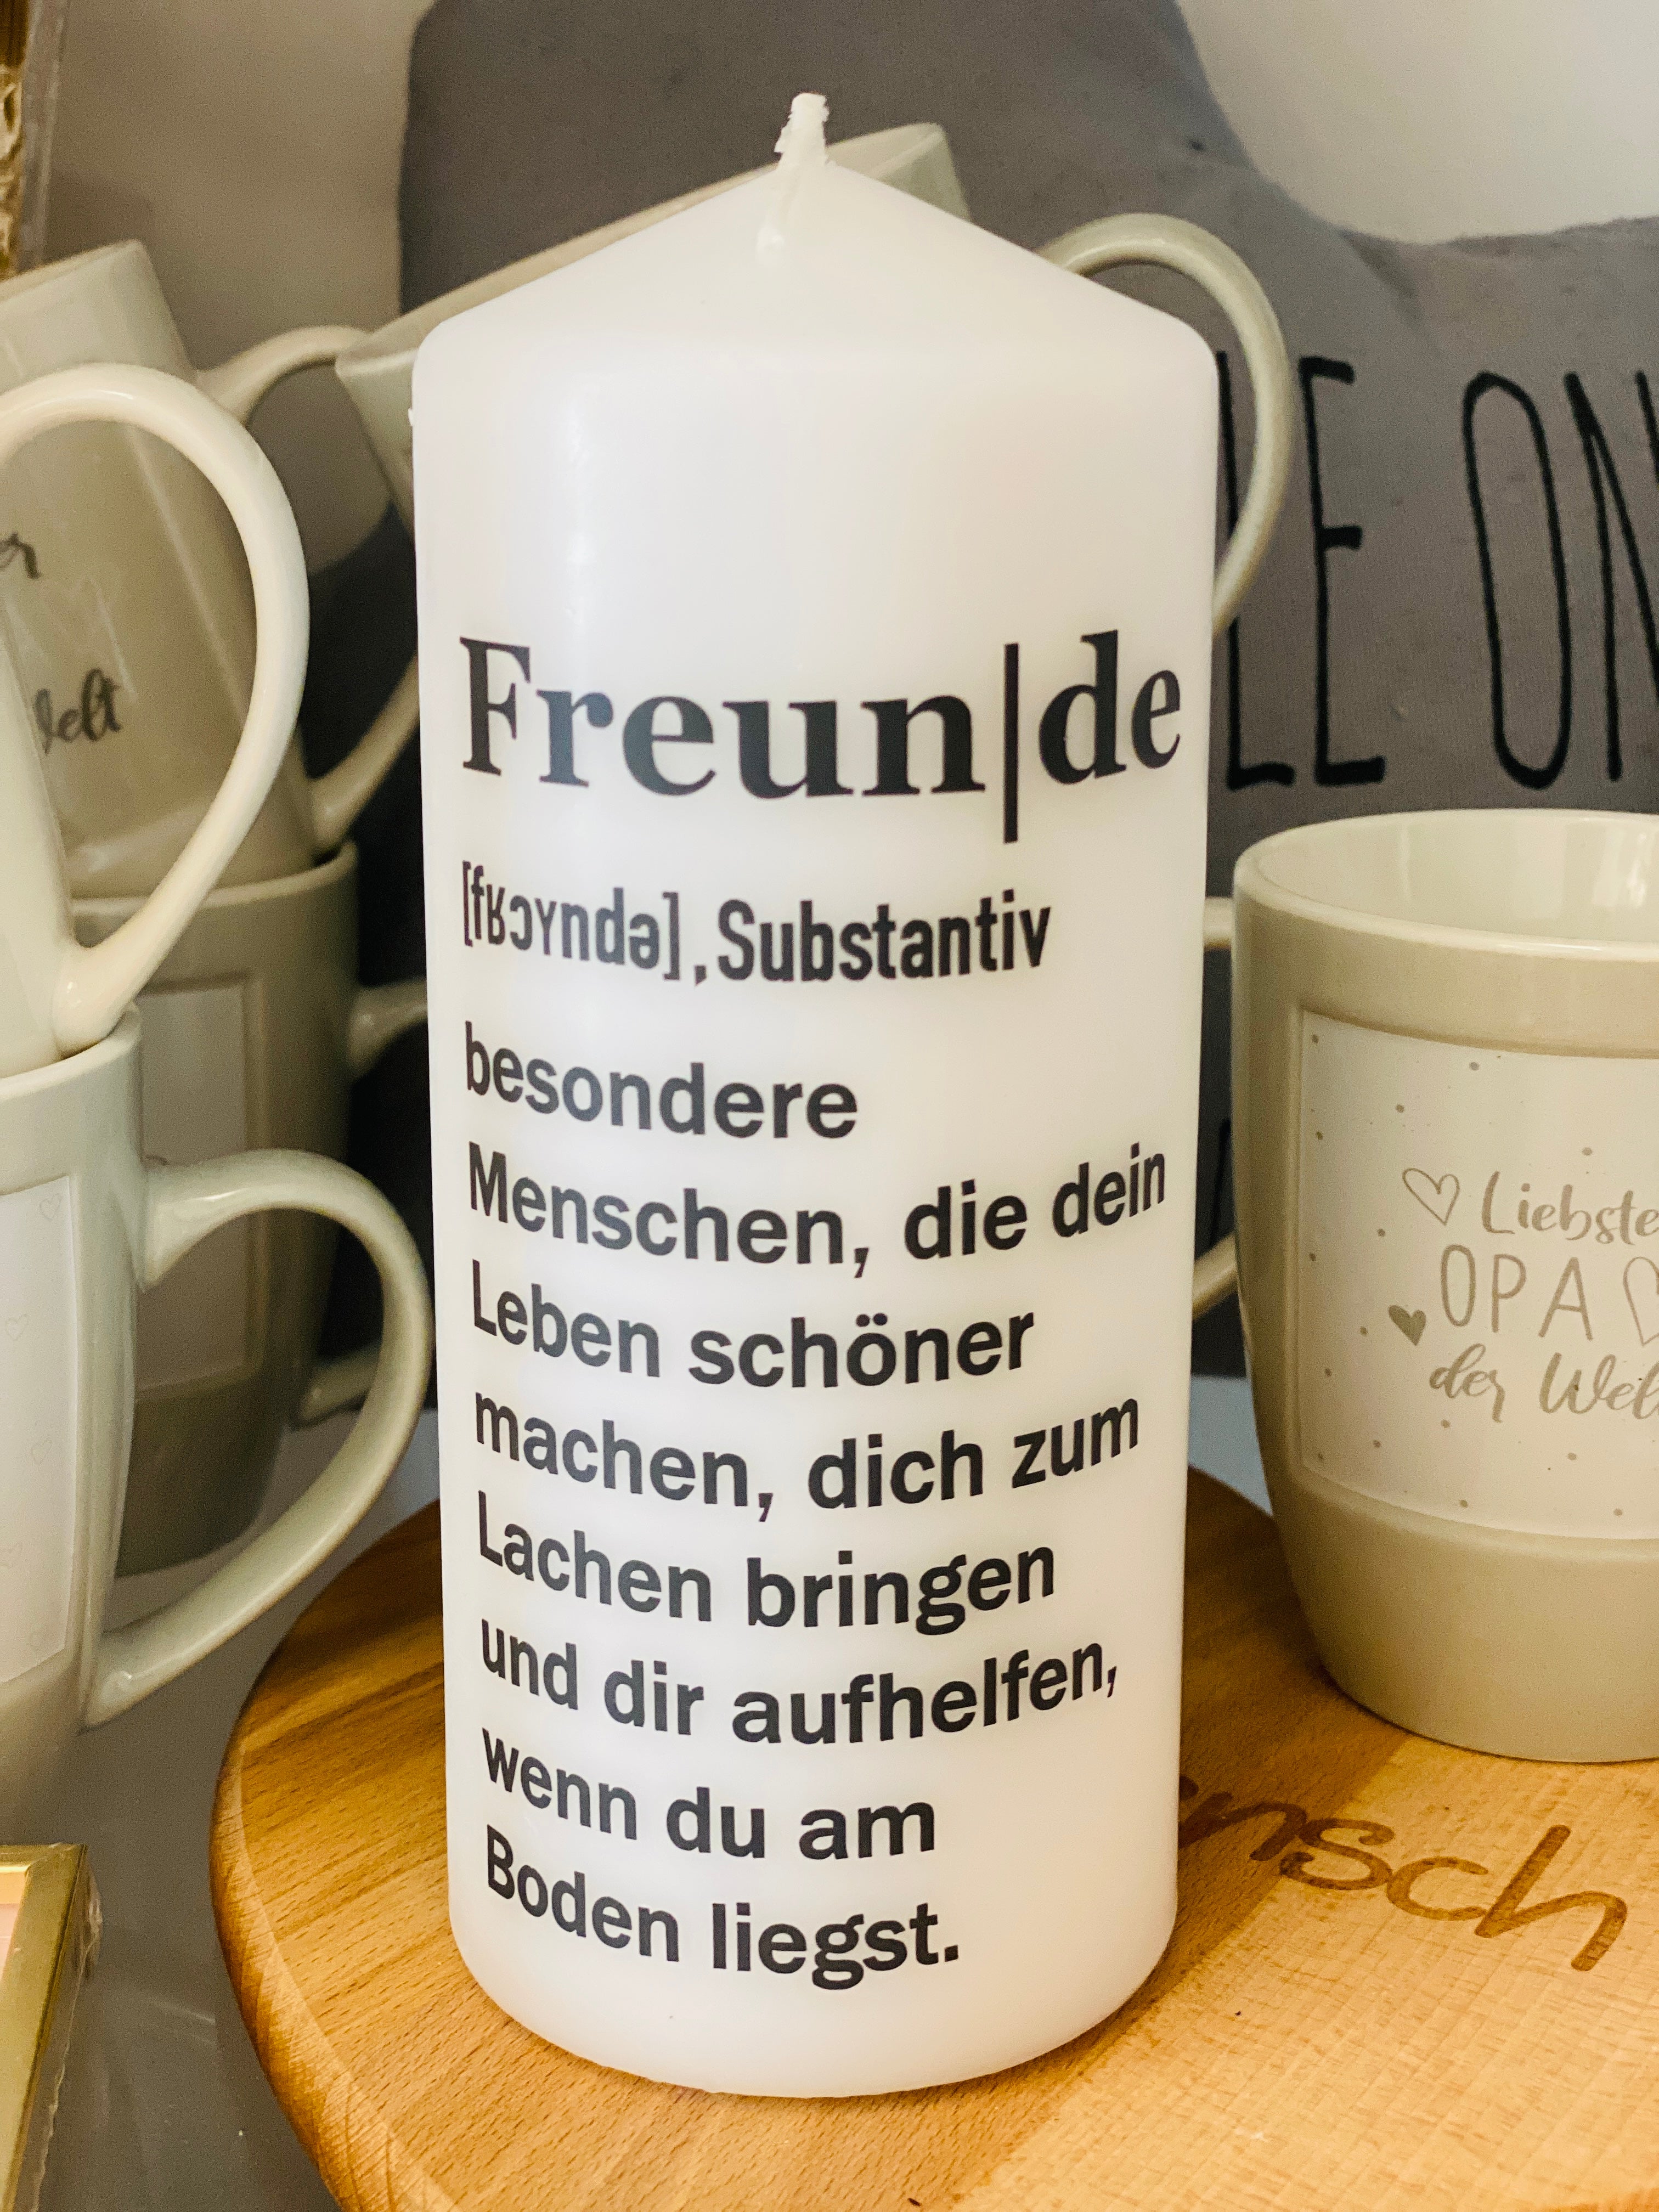 Freun|de
[fʁɔʏndə], Substantiv
besondere
Menschen, die dein
Leben schöner
machen, dich zum
Lachen bringen
und dir aufhelfen,
wenn du am
Boden liegst.
OPA
der